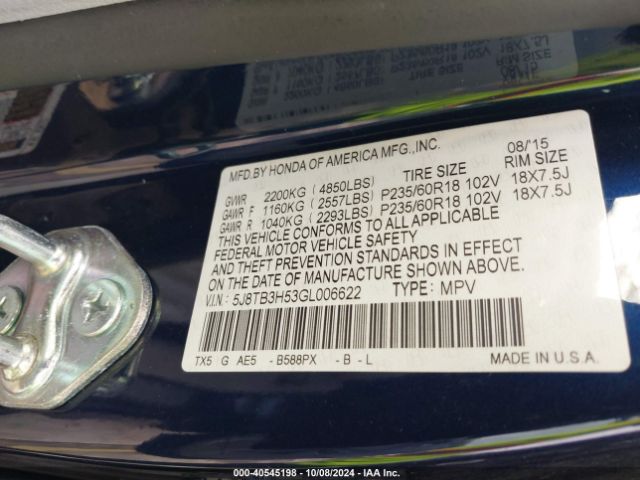 MFD.BY HONDA OF AMERICA MFG.,INC. 08/15
TIRE SIZE RIM SIZE
GVWR 2200KG (4850LBS)
GAWR F 1160KG (2557LBS) P235/60R18 102V 18X7.5J
GAWR R 1040KG (2293LBS) P235/60R18 102V 18X7.5J
THIS VEHICLE CONFORMS TO ALL APPLICABLE
FEDERAL MOTOR VEHICLE SAFETY
AND THEFT PREVENTION STANDARDS IN EFFECT
ON THE DATE OF MANUFACTURE SHOWN ABOVE.
V.I.N.: 5J8TB3H53GL006622 TYPE: MPV
TX5 G AE5 - B588PX - B - L
MADE IN U.S.A.
000-40545198 - 10/08/2024 - IAA Inc.